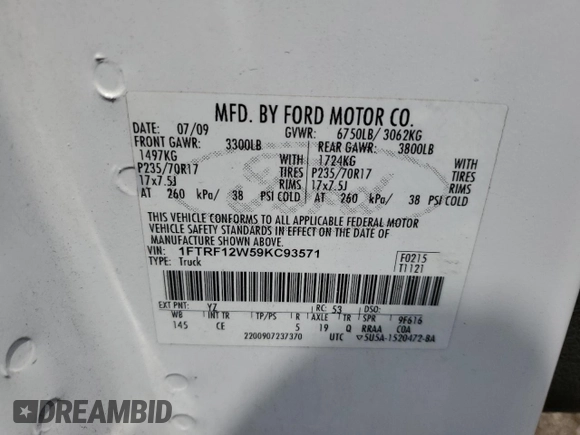 MFD. BY FORD MOTOR CO.
DATE: 07/09 GVWR: 6750LB/ 3062KG
FRONT GAWR: 3300LB REAR GAWR: 3800LB
1497KG WITH 1724KG WITH
P235/70R17 TIRES P235/70R17 TIRES
17x7.5J RIMS 17x7.5J RIMS
AT 260 kPa/ 38 PSI COLD AT 260 kPa/ 38 PSI COLD
THIS VEHICLE CONFORMS TO ALL APPLICABLE FEDERAL MOTOR
VEHICLE SAFETY STANDARDS IN EFFECT ON THE DATE OF
MANUFACTURE SHOWN ABOVE.
VIN: 1FTRF12W59KC93571 F0215
TYPE: Truck T1121
EXT PNT: Y7 RC: 53 DSO:
WB INT TR TP/PS R AXLE TR SPR 9F616
145 CE 5 19 Q RRAA COA
2200907237370 UTC 5U5A-1520472-BA
Ford
DREAMBID